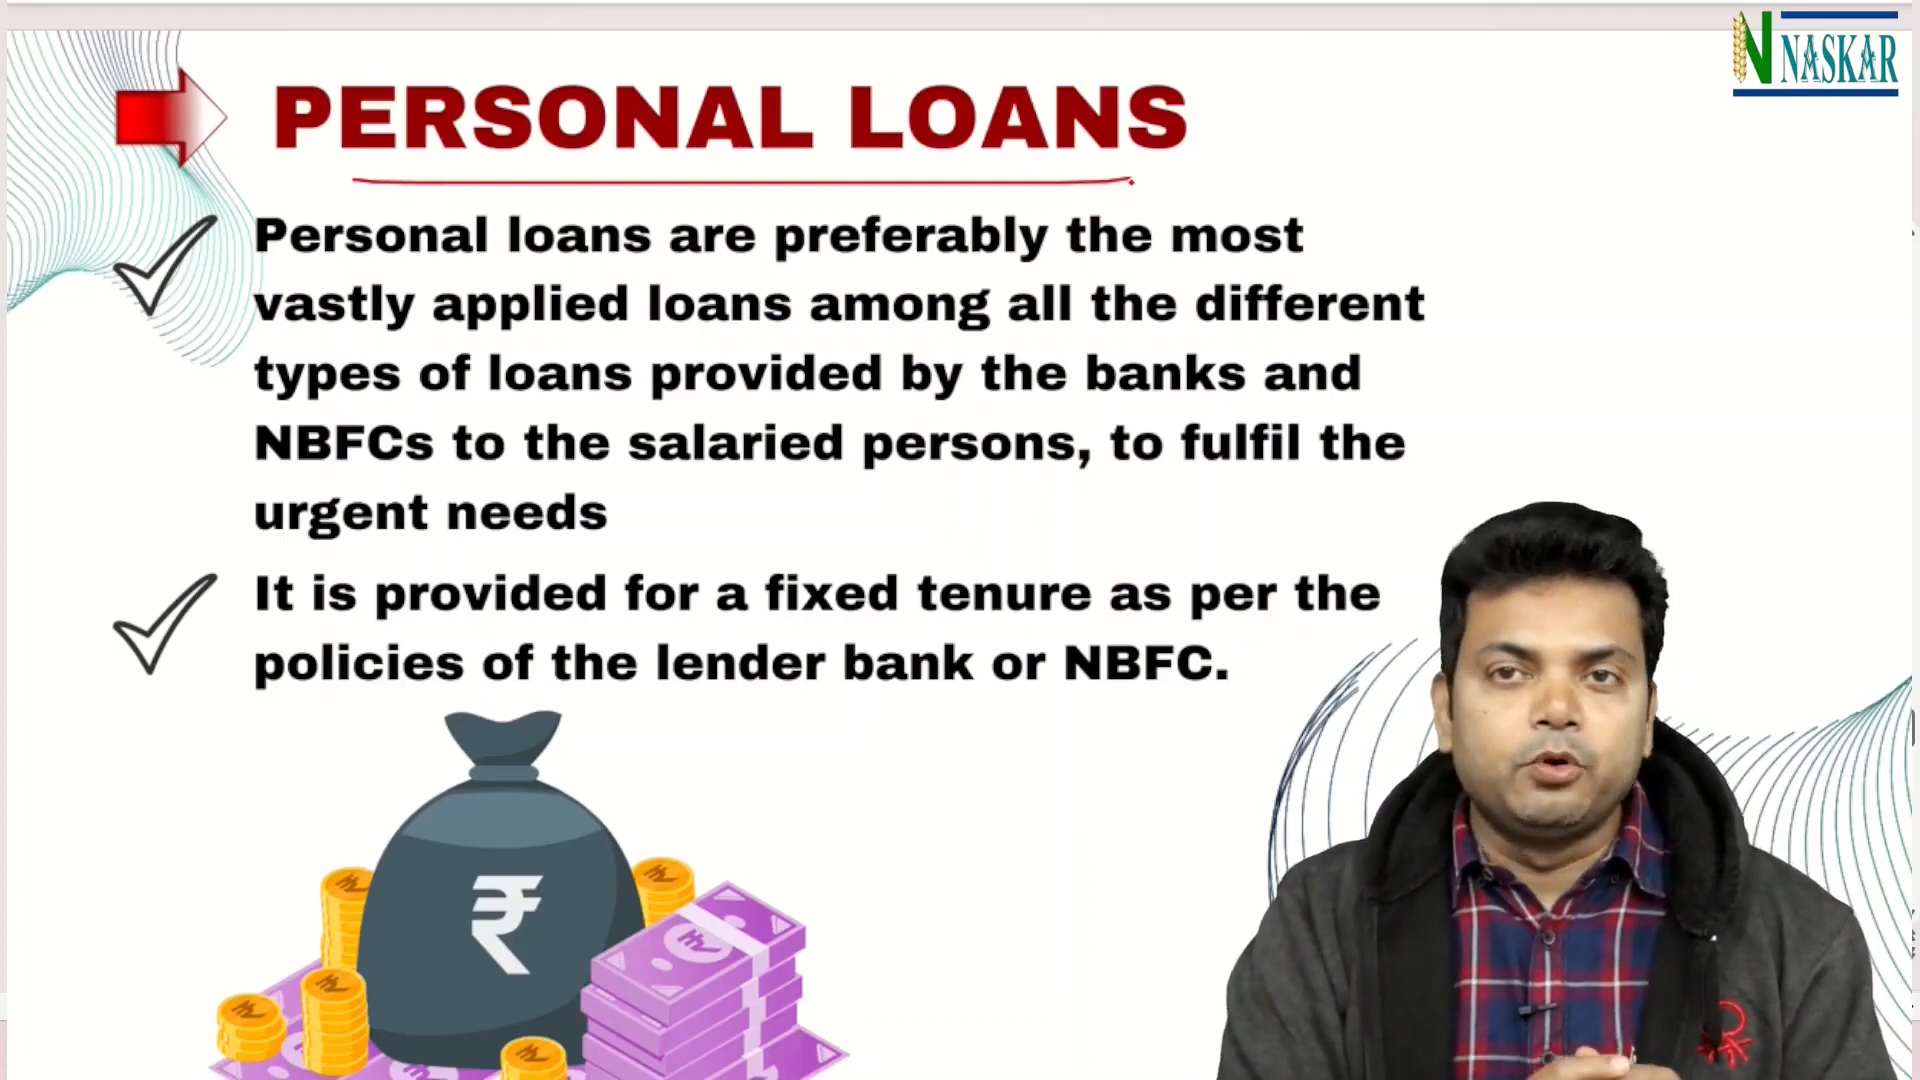 N NASKAR
PERSONAL LOANS
Personal loans are preferably the most
vastly applied loans among all the different
types of loans provided by the banks and
NBFCs to the salaried persons, to fulfil the
urgent needs
It is provided for a fixed tenure as per the
policies of the lender bank or NBFC.
₹